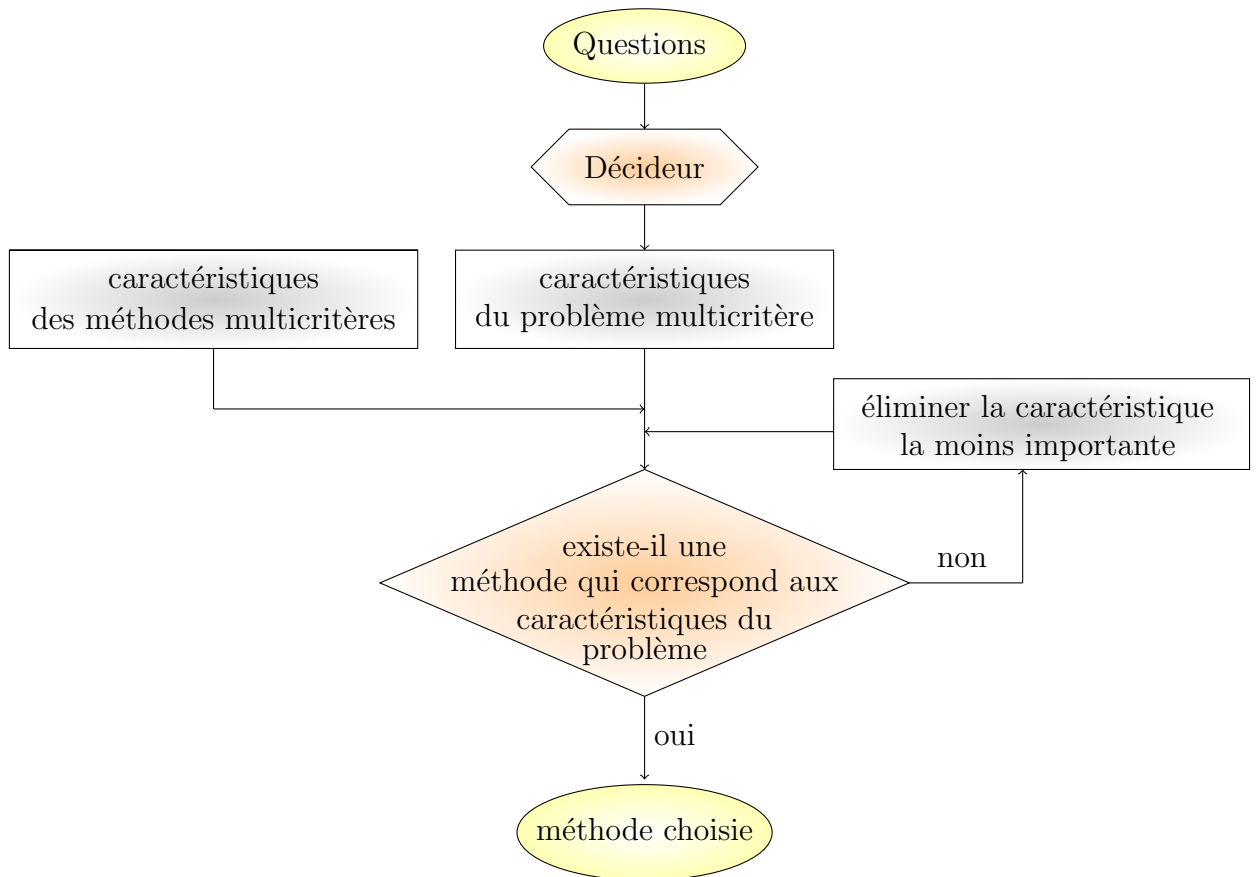 Questions
Décideur
caractéristiques
des méthodes multicritères
caractéristiques
du problème multicritère
éliminer la caractéristique
la moins importante
existe-il une
méthode qui correspond aux
caractéristiques du
problème
non
oui
méthode choisie